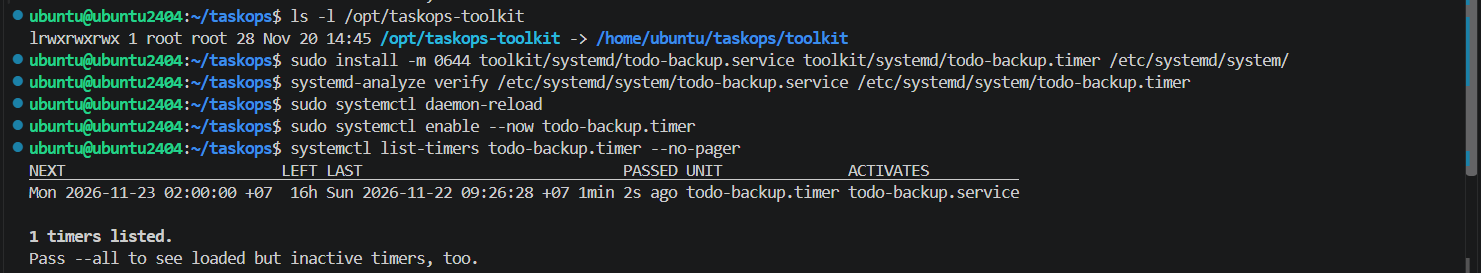 ubuntu@ubuntu2404:~/taskops$ ls -l /opt/taskops-toolkit
lrwxrwxrwx 1 root root 28 Nov 20 14:45 /opt/taskops-toolkit -> /home/ubuntu/taskops/toolkit
ubuntu@ubuntu2404:~/taskops$ sudo install -m 0644 toolkit/systemd/todo-backup.service toolkit/systemd/todo-backup.timer /etc/systemd/system/
ubuntu@ubuntu2404:~/taskops$ systemd-analyze verify /etc/systemd/system/todo-backup.service /etc/systemd/system/todo-backup.timer
ubuntu@ubuntu2404:~/taskops$ sudo systemctl daemon-reload
ubuntu@ubuntu2404:~/taskops$ sudo systemctl enable --now todo-backup.timer
ubuntu@ubuntu2404:~/taskops$ systemctl list-timers todo-backup.timer --no-pager
NEXT LEFT LAST PASSED UNIT ACTIVATES
Mon 2026-11-23 02:00:00 +07 16h Sun 2026-11-22 09:26:28 +07 1min 2s ago todo-backup.timer todo-backup.service
1 timers listed.
Pass --all to see loaded but inactive timers, too.